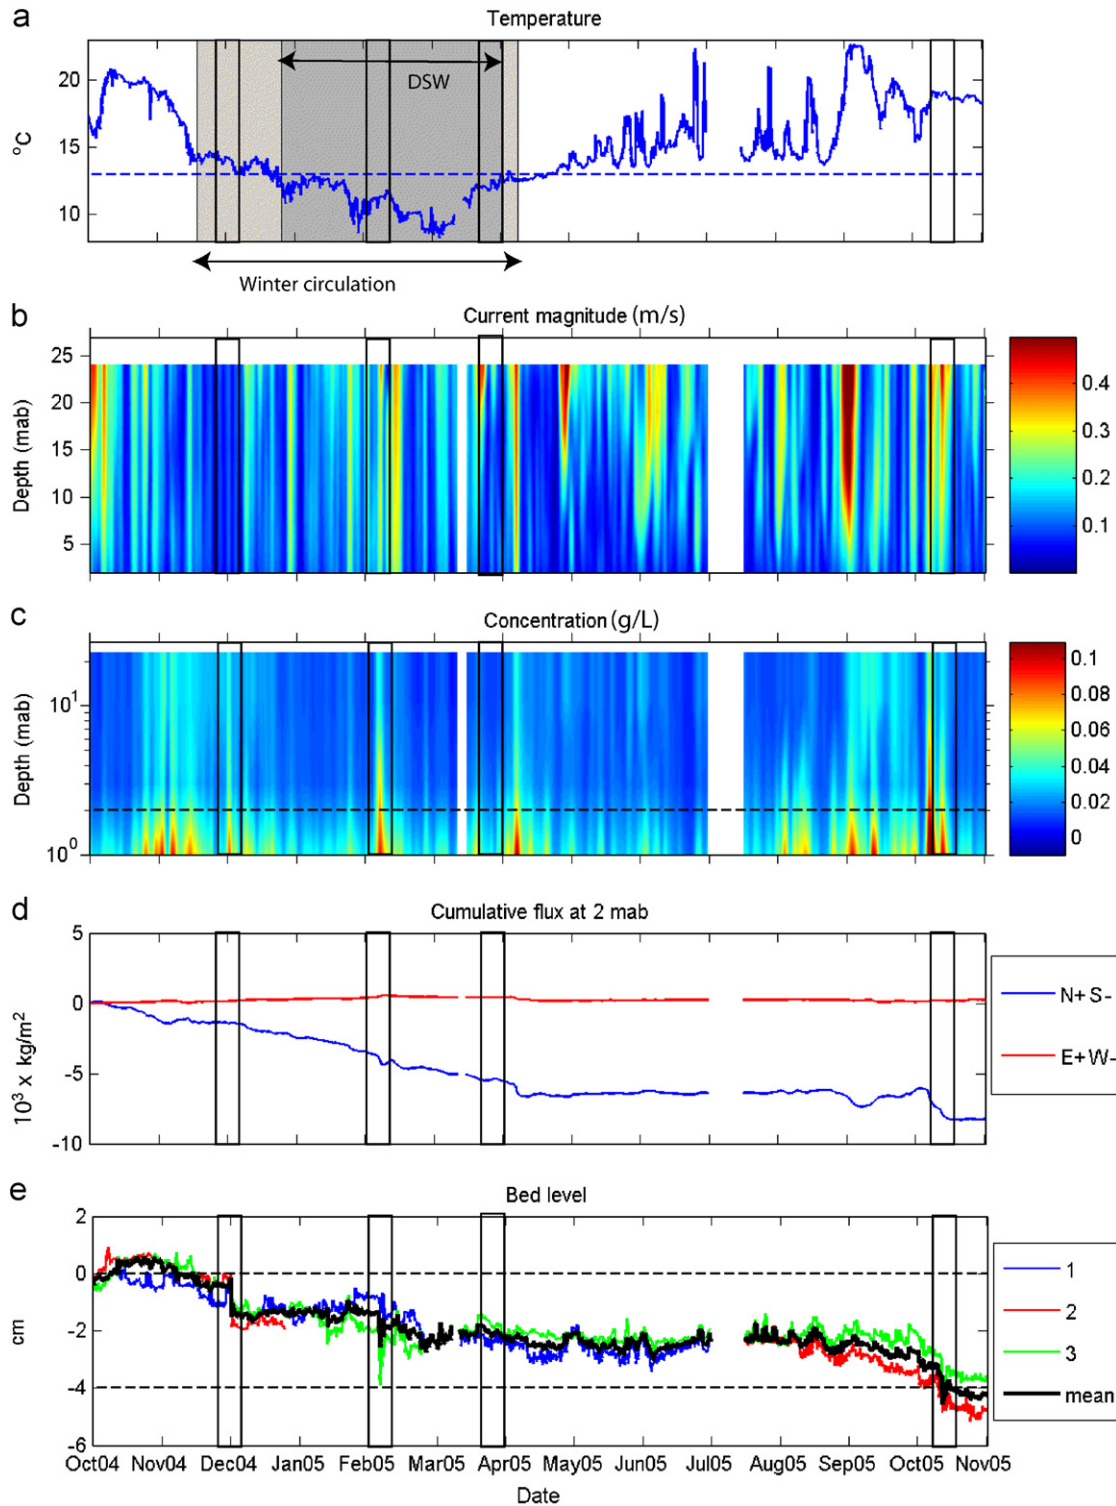 a
Temperature
20
15
10
°C
DSW
Winter circulation
b
Current magnitude (m/s)
25
20
15
10
5
Depth (mab)
0.4
0.3
0.2
0.1
c
Concentration (g/L)
10¹
10⁰
Depth (mab)
0.1
0.08
0.06
0.04
0.02
0
d
Cumulative flux at 2 mab
5
0
-5
-10
10³ x kg/m²
N+ S-
E+ W-
e
Bed level
2
0
-2
-4
-6
cm
1
2
3
mean
Oct04 Nov04 Dec04 Jan05 Feb05 Mar05 Apr05 May05 Jun05 Jul05 Aug05 Sep05 Oct05 Nov05
Date